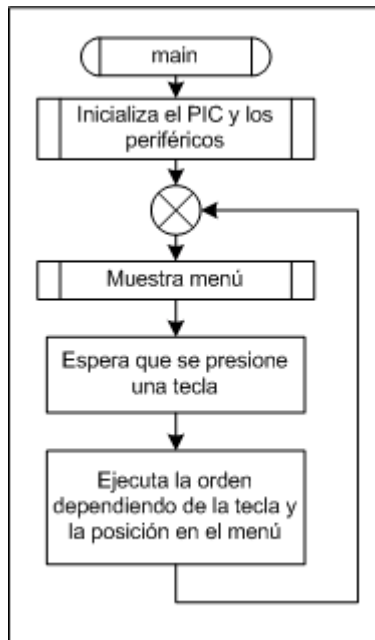 main
Inicializa el PIC y los
periféricos
Muestra menú
Espera que se presione
una tecla
Ejecuta la orden
dependiendo de la tecla y
la posición en el menú